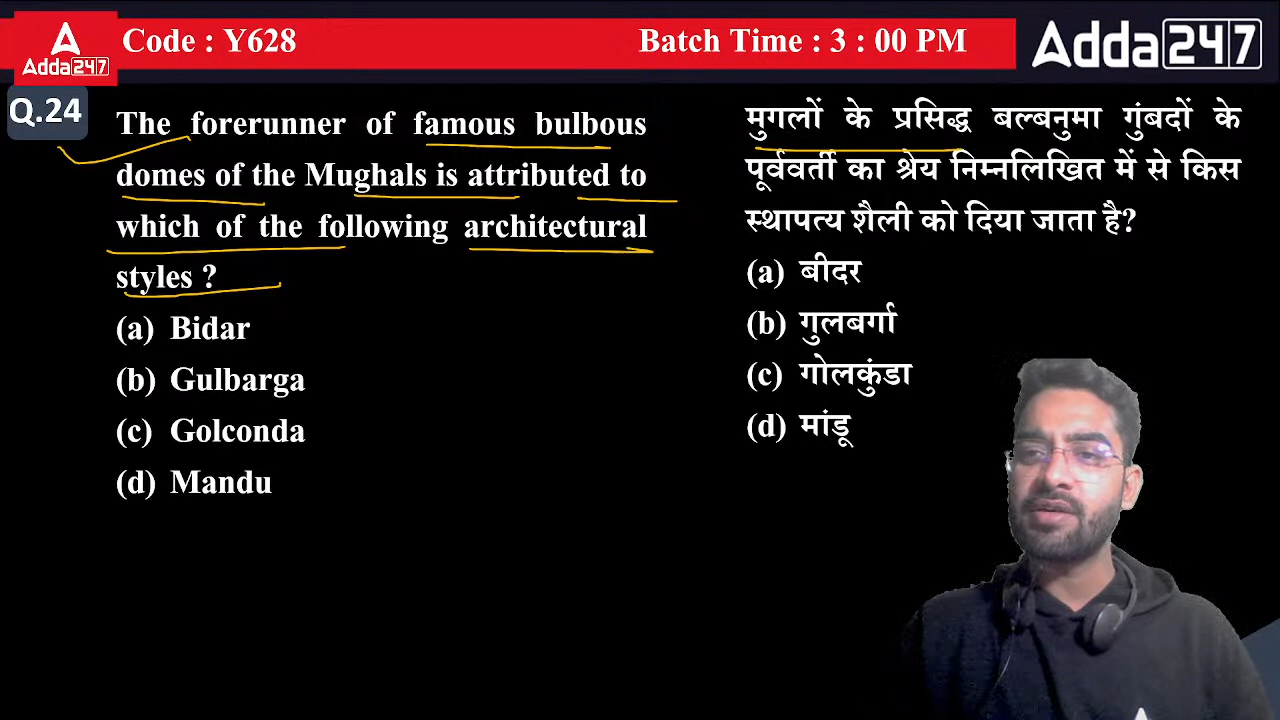 Code : Y628
Batch Time : 3 : 00 PM
Adda247
Adda247
Q.24
The forerunner of famous bulbous
domes of the Mughals is attributed to
which of the following architectural
styles ?
(a) Bidar
(b) Gulbarga
(c) Golconda
(d) Mandu
मुगलों के प्रसिद्ध बल्बनुमा गुंबदों के
पूर्ववर्ती का श्रेय निम्नलिखित में से किस
स्थापत्य शैली को दिया जाता है?
(a) बीदर
(b) गुलबर्गा
(c) गोलकुंडा
(d) मांडू